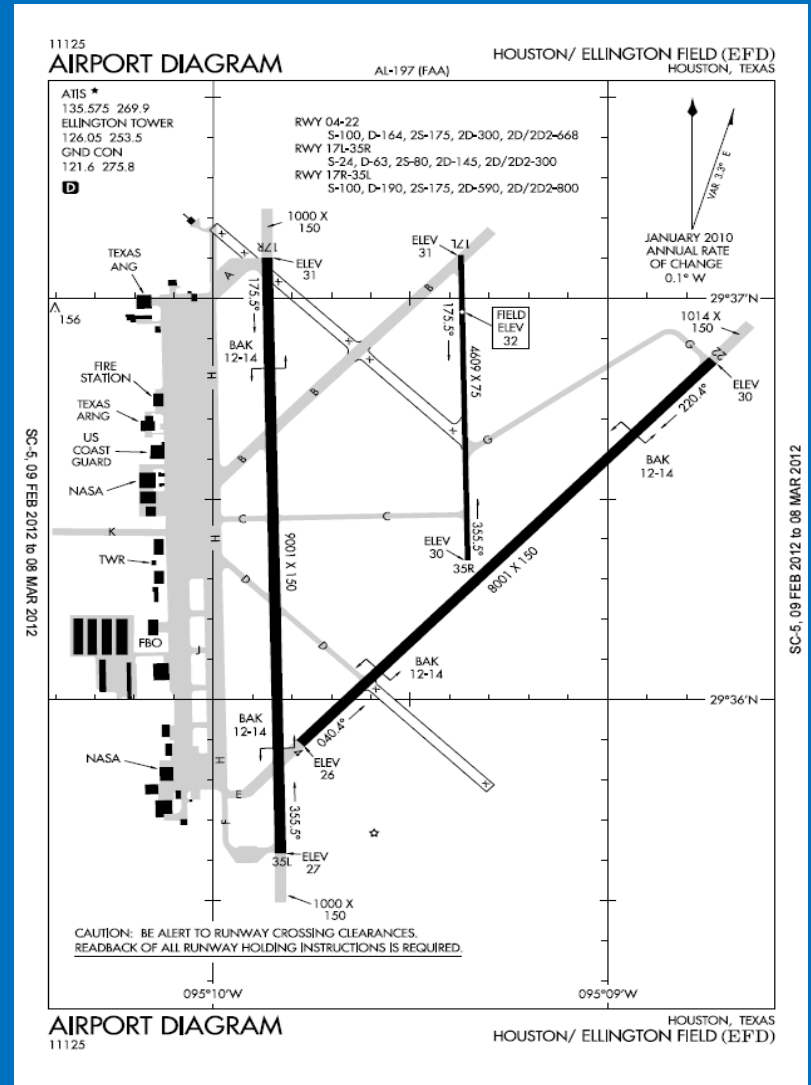 11125
AIRPORT DIAGRAM
AL-197 (FAA)
HOUSTON/ ELLINGTON FIELD (EFD)
HOUSTON, TEXAS
ATIS ★
135.575 269.9
ELLINGTON TOWER
126.05 253.5
GND CON
121.6 275.8
D
RWY 04-22
S-100, D-164, 2S-175, 2D-300, 2D/2D2-668
RWY 17L-35R
S-24, D-63, 2S-80, 2D-145, 2D/2D2-300
RWY 17R-35L
S-100, D-190, 2S-175, 2D-590, 2D/2D2-800
VAR 3.3° E
JANUARY 2010
ANNUAL RATE
OF CHANGE
0.1° W
1000 X
150
X
X
X
X
X
X
17R
ELEV
31
A
175.5°
TEXAS
ANG
156
ELEV
31
17L
B
175.5°
FIELD
ELEV
32
4609 X 75
29°37'N
1014 X
150
G
22
ELEV
30
220.4°
BAK
12-14
BAK
12-14
H
B
B
X
G
FIRE
STATION
TEXAS
ARNG
US
COAST
GUARD
NASA
K
TWR
FBO
J
H
C
C
D
D
9001 X 150
355.5°
ELEV
30
35R
8001 X 150
BAK
12-14
X
X
29°36'N
BAK
12-14
040.4°
4
ELEV
26
NASA
H
E
F
355.5°
35L
ELEV
27
1000 X
150
CAUTION: BE ALERT TO RUNWAY CROSSING CLEARANCES.
READBACK OF ALL RUNWAY HOLDING INSTRUCTIONS IS REQUIRED.
095°10'W
095°09'W
SC-5, 09 FEB 2012 to 08 MAR 2012
SC-5, 09 FEB 2012 to 08 MAR 2012
AIRPORT DIAGRAM
11125
HOUSTON, TEXAS
HOUSTON/ ELLINGTON FIELD (EFD)